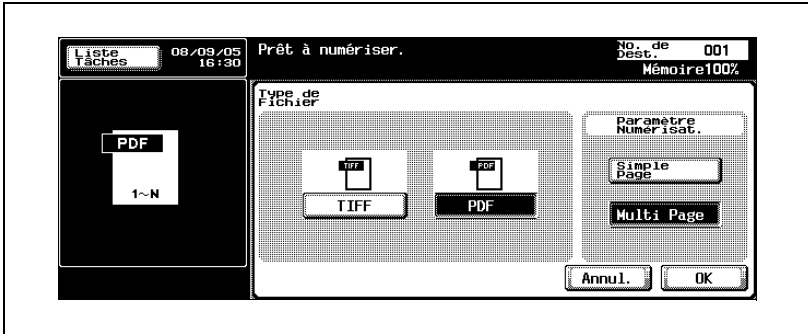 Liste
Tâches
08/09/05
16:30
Prêt à numériser.
No. de
Dest.
001
Mémoire100%
PDF
1~N
Type de
Fichier
TIFF
TIFF
PDF
PDF
Paramètre
Numérisat.
Simple
Page
Multi Page
Annul.
OK